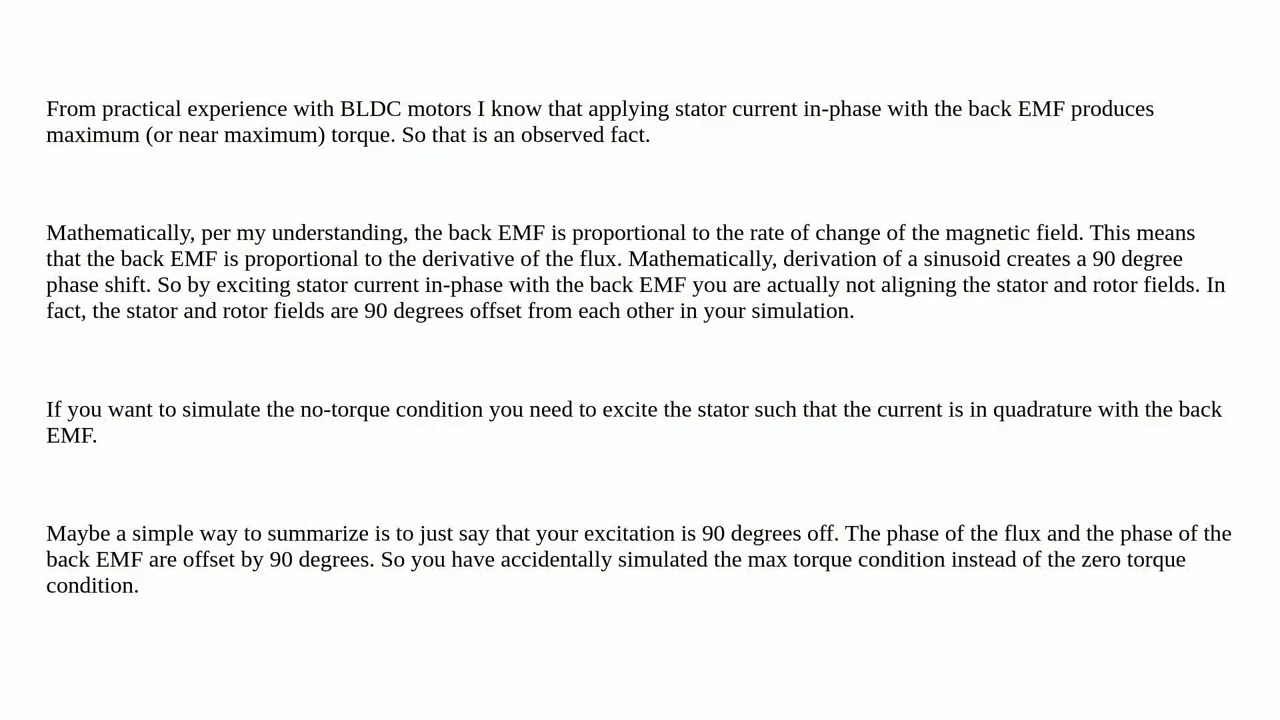 From practical experience with BLDC motors I know that applying stator current in-phase with the back EMF produces
maximum (or near maximum) torque. So that is an observed fact.
Mathematically, per my understanding, the back EMF is proportional to the rate of change of the magnetic field. This means
that the back EMF is proportional to the derivative of the flux. Mathematically, derivation of a sinusoid creates a 90 degree
phase shift. So by exciting stator current in-phase with the back EMF you are actually not aligning the stator and rotor fields. In
fact, the stator and rotor fields are 90 degrees offset from each other in your simulation.
If you want to simulate the no-torque condition you need to excite the stator such that the current is in quadrature with the back
EMF.
Maybe a simple way to summarize is to just say that your excitation is 90 degrees off. The phase of the flux and the phase of the
back EMF are offset by 90 degrees. So you have accidentally simulated the max torque condition instead of the zero torque
condition.